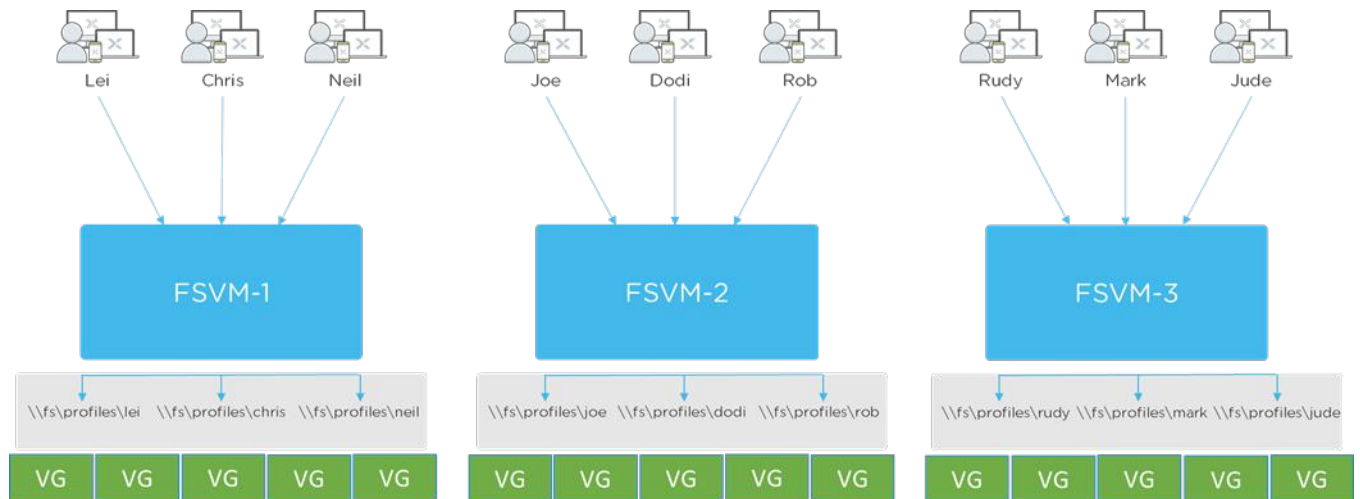 Lei Chris Neil Joe Dodi Rob Rudy Mark Jude
FSVM-1 FSVM-2 FSVM-3
\\fs\profiles\lei \\fs\profiles\chris \\fs\profiles\neil \\fs\profiles\joe \\fs\profiles\dodi \\fs\profiles\rob \\fs\profiles\rudy \\fs\profiles\mark \\fs\profiles\jude
VG VG VG VG VG VG VG VG VG VG VG VG VG VG VG